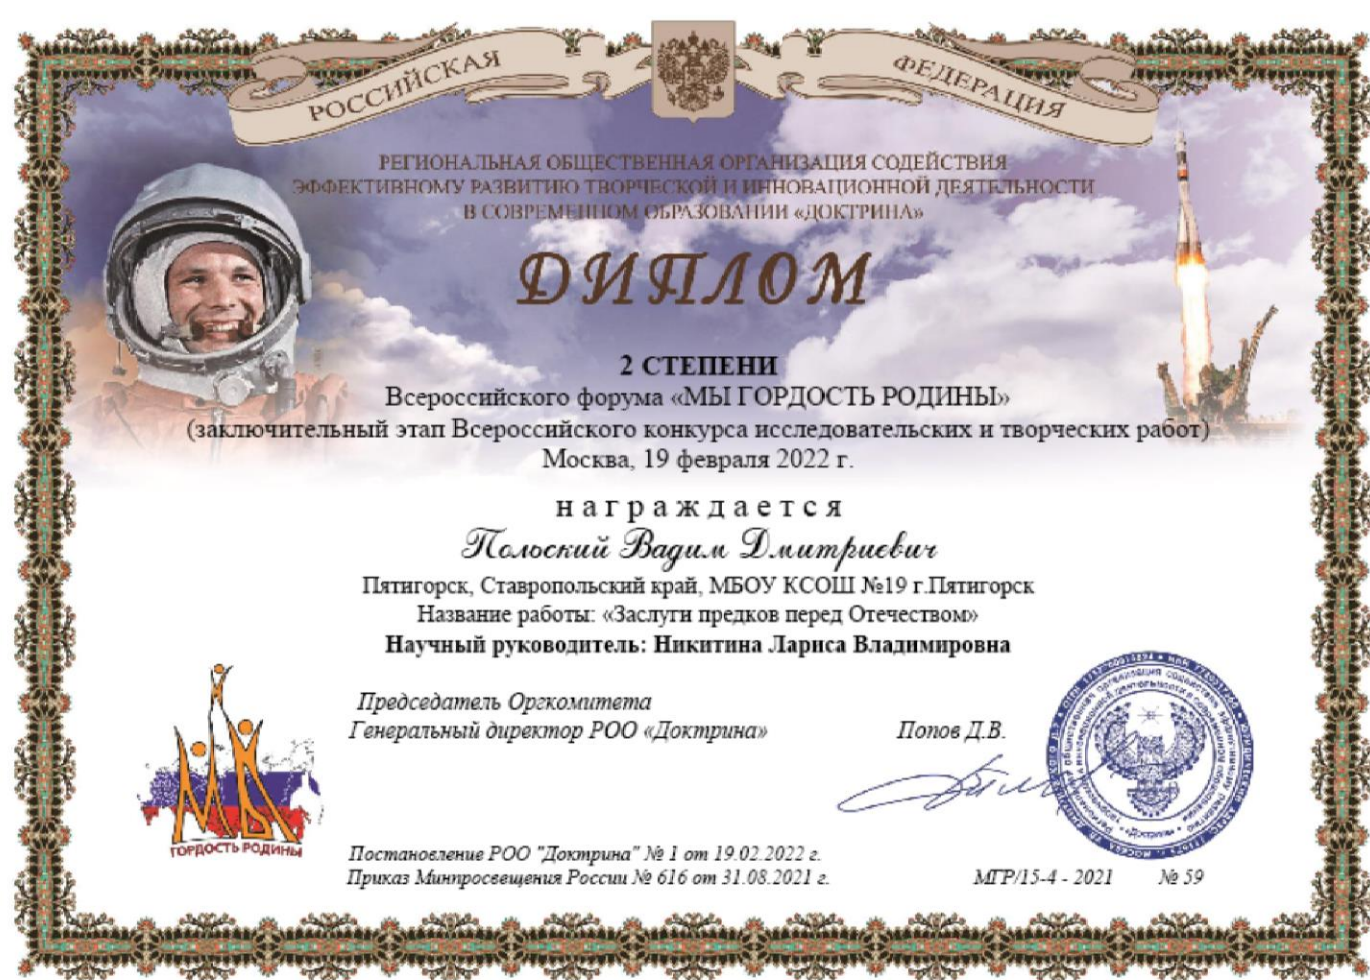 РОССИЙСКАЯ ФЕДЕРАЦИЯ
РЕГИОНАЛЬНАЯ ОБЩЕСТВЕННАЯ ОРГАНИЗАЦИЯ СОДЕЙСТВИЯ
ЭФФЕКТИВНОМУ РАЗВИТИЮ ТВОРЧЕСКОЙ И ИННОВАЦИОННОЙ ДЕЯТЕЛЬНОСТИ
В СОВРЕМЕННОМ ОБРАЗОВАНИИ «ДОКТРИНА»
ДИПЛОМ
2 СТЕПЕНИ
Всероссийского форума «МЫ ГОРДОСТЬ РОДИНЫ»
(заключительный этап Всероссийского конкурса исследовательских и творческих работ)
Москва, 19 февраля 2022 г.
награждается
Польский Вадим Дмитриевич
Пятигорск, Ставропольский край, МБОУ КСОШ №19 г.Пятигорск
Название работы: «Заслуги предков перед Отечеством»
Научный руководитель: Никитина Лариса Владимировна
Председатель Оргкомитета
Генеральный директор РОО «Доктрина» Попов Д.В.
МЫ
ГОРДОСТЬ РОДИНЫ
Постановление РОО "Доктрина" № 1 от 19.02.2022 г.
Приказ Минпросвещения России № 616 от 31.08.2021 г.
МГР/15-4 - 2021 № 59